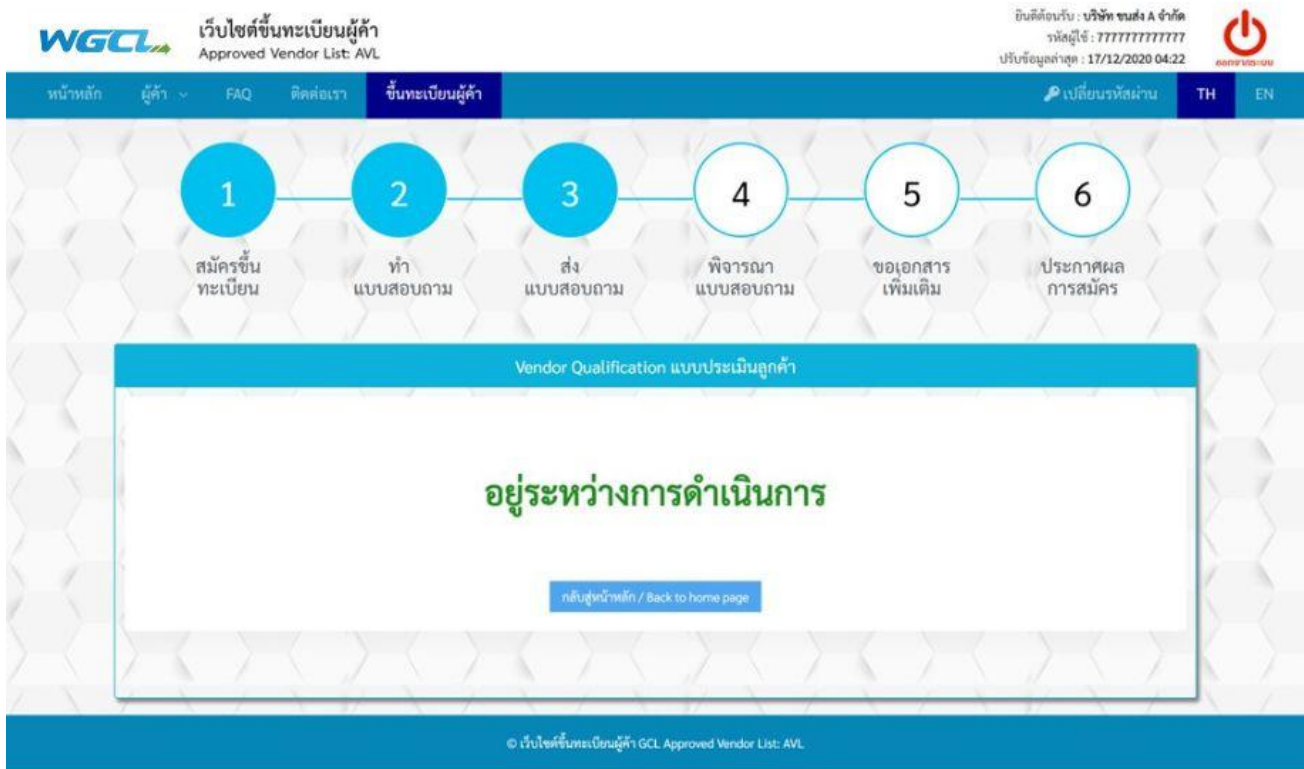 WGCL
เว็บไซต์ขึ้นทะเบียนผู้ค้า
Approved Vendor List: AVL
ยินดีต้อนรับ : บริษัท ขนส่ง A จำกัด
รหัสผู้ใช้ : 7777777777777
ปรับข้อมูลล่าสุด : 17/12/2020 04:22
ออกจากระบบ
หน้าหลัก ผู้ค้า FAQ ติดต่อเรา ขึ้นทะเบียนผู้ค้า เปลี่ยนรหัสผ่าน TH EN
1 2 3 4 5 6
สมัครขึ้น ทำ ส่ง พิจารณา ขอเอกสาร ประกาศผล
ทะเบียน แบบสอบถาม แบบสอบถาม แบบสอบถาม เพิ่มเติม การสมัคร
Vendor Qualification แบบประเมินลูกค้า
อยู่ระหว่างการดำเนินการ
กลับสู่หน้าหลัก / Back to home page
© เว็บไซต์ขึ้นทะเบียนผู้ค้า GCL Approved Vendor List: AVL